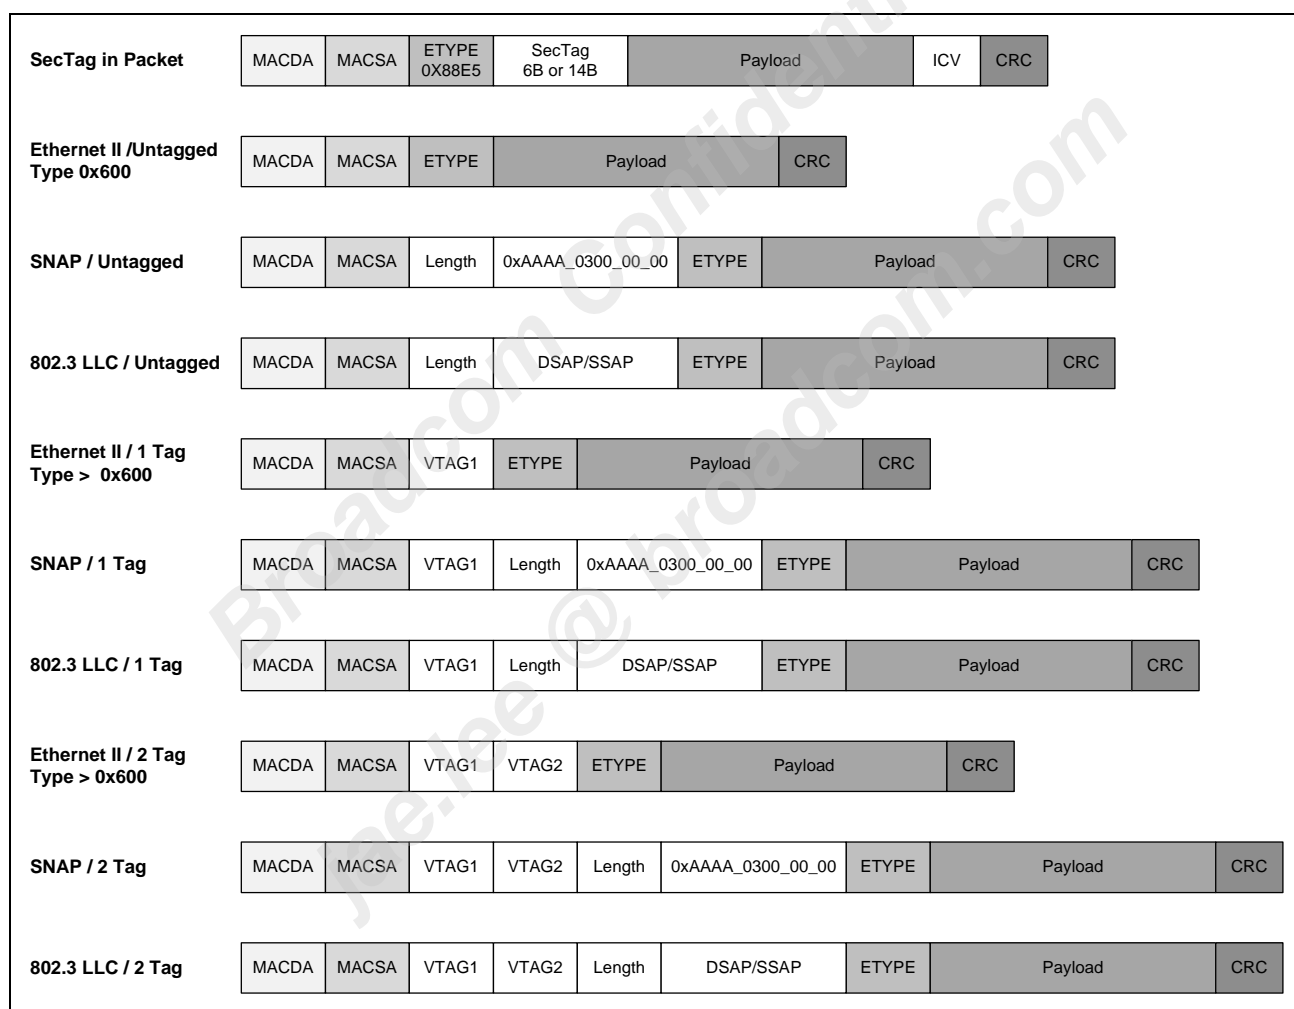 SecTag in Packet
MACDA MACSA ETYPE 0X88E5 SecTag 6B or 14B Payload ICV CRC
Ethernet II /Untagged
Type 0x600
MACDA MACSA ETYPE Payload CRC
SNAP / Untagged
MACDA MACSA Length 0xAAAA_0300_00_00 ETYPE Payload CRC
802.3 LLC / Untagged
MACDA MACSA Length DSAP/SSAP ETYPE Payload CRC
Ethernet II / 1 Tag
Type > 0x600
MACDA MACSA VTAG1 ETYPE Payload CRC
SNAP / 1 Tag
MACDA MACSA VTAG1 Length 0xAAAA_0300_00_00 ETYPE Payload CRC
802.3 LLC / 1 Tag
MACDA MACSA VTAG1 Length DSAP/SSAP ETYPE Payload CRC
Ethernet II / 2 Tag
Type > 0x600
MACDA MACSA VTAG1 VTAG2 ETYPE Payload CRC
SNAP / 2 Tag
MACDA MACSA VTAG1 VTAG2 Length 0xAAAA_0300_00_00 ETYPE Payload CRC
802.3 LLC / 2 Tag
MACDA MACSA VTAG1 VTAG2 Length DSAP/SSAP ETYPE Payload CRC
Broadcom
jae.lee @ broadcom.com